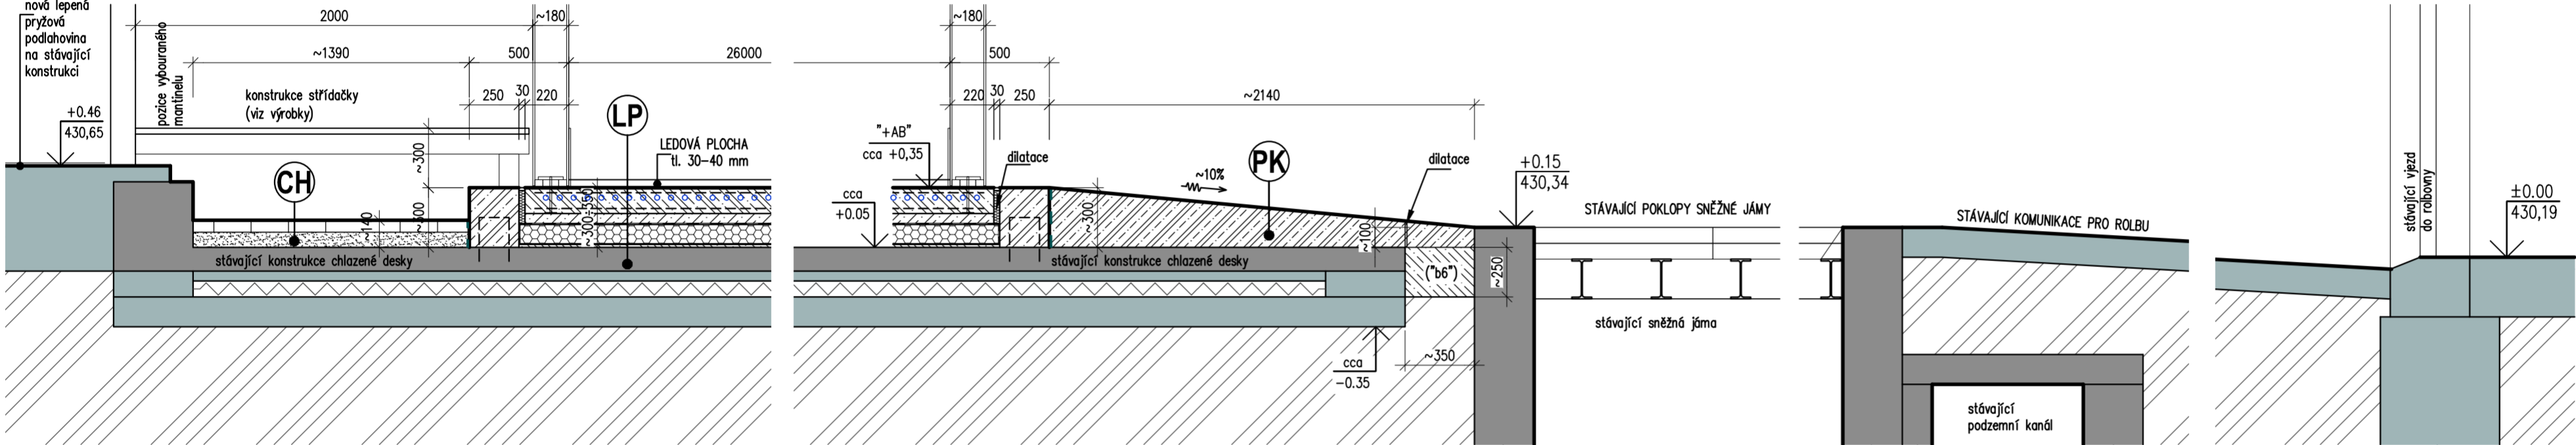 nová lepená
pryžová
podlahovina
na stávající
konstrukci
+0.46
430,65
pozice vybouraného
mantinelu
2000
~180
~1390
500
26000
250
30
220
konstrukce střídačky
(viz výrobky)
~300
CH
LP
LEDOVÁ PLOCHA
tl. 30-40 mm
~140
~300-350
stávající konstrukce chlazené desky
~180
500
220
30
250
~2140
"+AB"
cca +0,35
dilatace
cca
+0.05
~300
~10%
PK
dilatace
+0.15
430,34
~100
stávající konstrukce chlazené desky
("b6")
~250
cca
-0.35
~350
STÁVAJÍCÍ POKLOPY SNĚŽNÉ JÁMY
stávající sněžná jáma
STÁVAJÍCÍ KOMUNIKACE PRO ROLBU
stávající
podzemní kanál
stávající vjezd
do rolbovny
±0.00
430,19